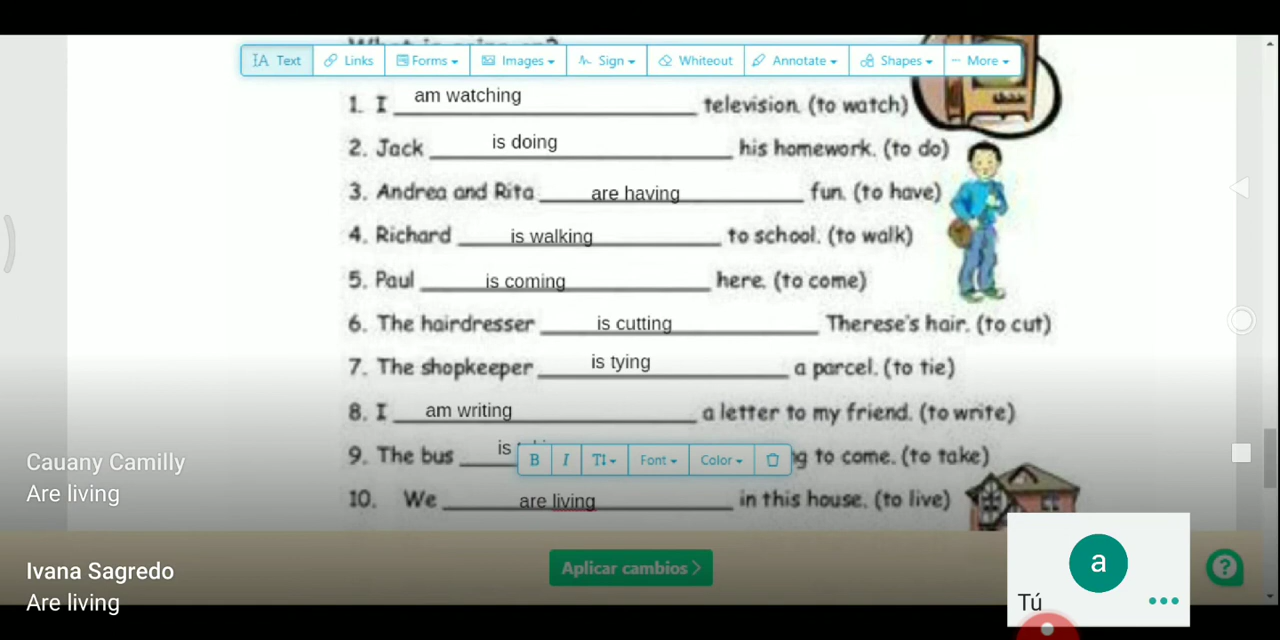 Text Links Forms Images Sign Whiteout Annotate Shapes More
1. I am watching television. (to watch)
2. Jack is doing his homework. (to do)
3. Andrea and Rita are having fun. (to have)
4. Richard is walking to school. (to walk)
5. Paul is coming here. (to come)
6. The hairdresser is cutting Therese's hair. (to cut)
7. The shopkeeper is tying a parcel. (to tie)
8. I am writing a letter to my friend. (to write)
B I TI Font Color
9. The bus is to come. (to take)
10. We are living in this house. (to live)
Cauany Camilly
Are living
Aplicar cambios
Ivana Sagredo
Are living
a
Tú
?